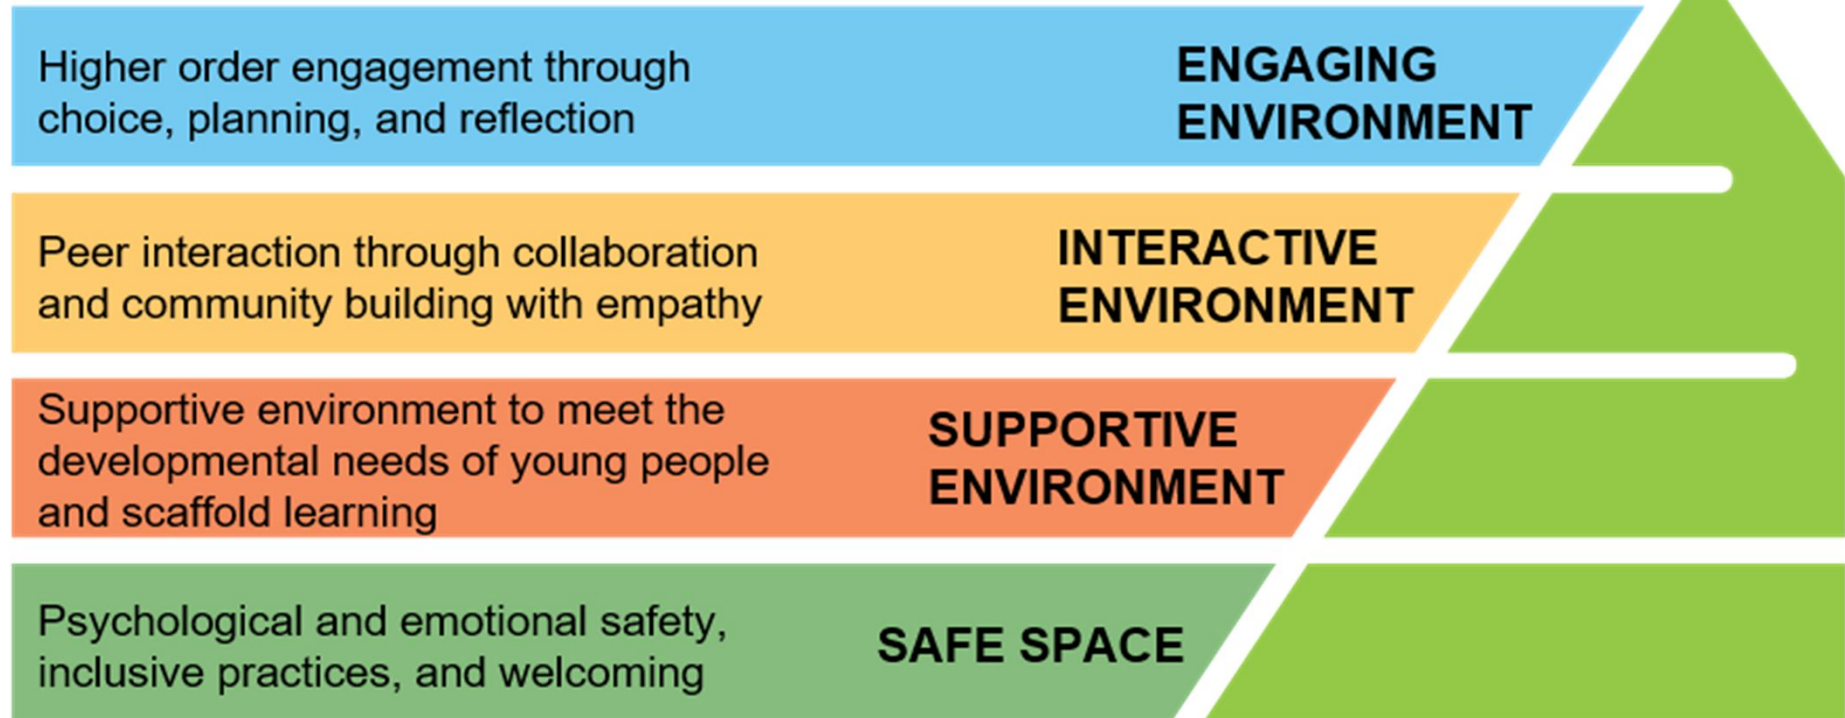 Higher order engagement through
choice, planning, and reflection
ENGAGING
ENVIRONMENT
Peer interaction through collaboration
and community building with empathy
INTERACTIVE
ENVIRONMENT
Supportive environment to meet the
developmental needs of young people
and scaffold learning
SUPPORTIVE
ENVIRONMENT
Psychological and emotional safety,
inclusive practices, and welcoming
SAFE SPACE